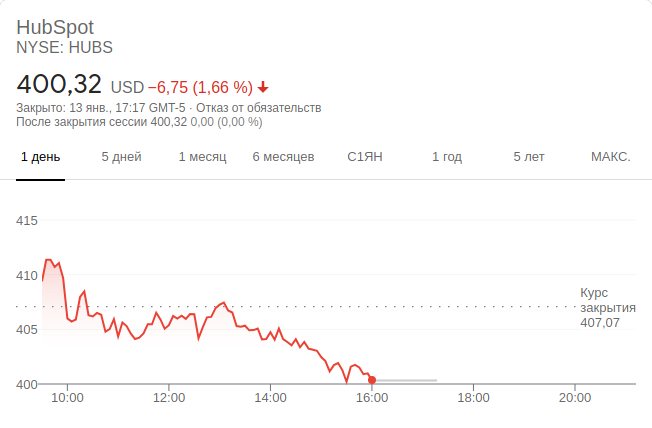 HubSpot
NYSE: HUBS
400,32 USD −6,75 (1,66 %)
Закрыто: 13 янв., 17:17 GMT-5 · Отказ от обязательств
После закрытия сессии 400,32 0,00 (0,00 %)
1 день 5 дней 1 месяц 6 месяцев С1ЯН 1 год 5 лет МАКС.
415
410
Курс
закрытия
407,07
405
400
10:00 12:00 14:00 16:00 18:00 20:00